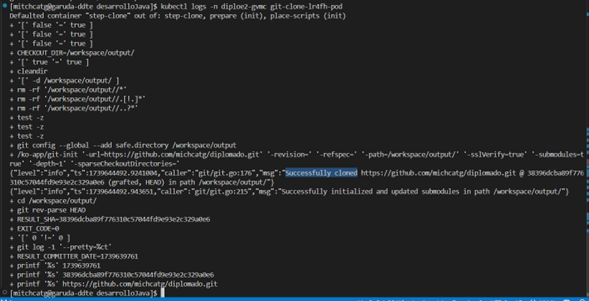 [mitchcatg@garuda-ddte desarrolloJava]$ kubectl logs -n diploe2-gvmc git-clone-lr4fh-pod
Defaulted container "step-clone" out of: step-clone, prepare (init), place-scripts (init)
+ '[' false '=' true ]
+ '[' false '=' true ]
+ '[' false '=' true ]
+ CHECKOUT_DIR=/workspace/output/
+ '[' true '=' true ]
+ cleandir
+ '[' -d /workspace/output/ ]
+ rm -rf '/workspace/output//*'
+ rm -rf '/workspace/output//.[!.]*'
+ rm -rf '/workspace/output//..?*'
+ test -z
+ test -z
+ test -z
+ git config --global --add safe.directory /workspace/output
+ /ko-app/git-init '-url=https://github.com/michcatg/diplomado.git' '-revision=' '-refspec=' '-path=/workspace/output/' '-sslVerify=true' '-submodules=t
rue' '-depth=1' '-sparseCheckoutDirectories='
{"level":"info","ts":1739644492.9241004,"caller":"git/git.go:176","msg":"Successfully cloned https://github.com/michcatg/diplomado.git @ 38396dcba89f776
310c57044fd9e93e2c329a0e6 (grafted, HEAD) in path /workspace/output/"}
{"level":"info","ts":1739644492.943651,"caller":"git/git.go:215","msg":"Successfully initialized and updated submodules in path /workspace/output/"}
+ cd /workspace/output/
+ git rev-parse HEAD
+ RESULT_SHA=38396dcba89f776310c57044fd9e93e2c329a0e6
+ EXIT_CODE=0
+ '[' 0 '!=' 0 ]
+ git log -1 '--pretty=%ct'
+ RESULT_COMMITTER_DATE=1739639761
+ printf '%s' 1739639761
+ printf '%s' 38396dcba89f776310c57044fd9e93e2c329a0e6
+ printf '%s' https://github.com/michcatg/diplomado.git
[mitchcatg@garuda-ddte desarrolloJava]$